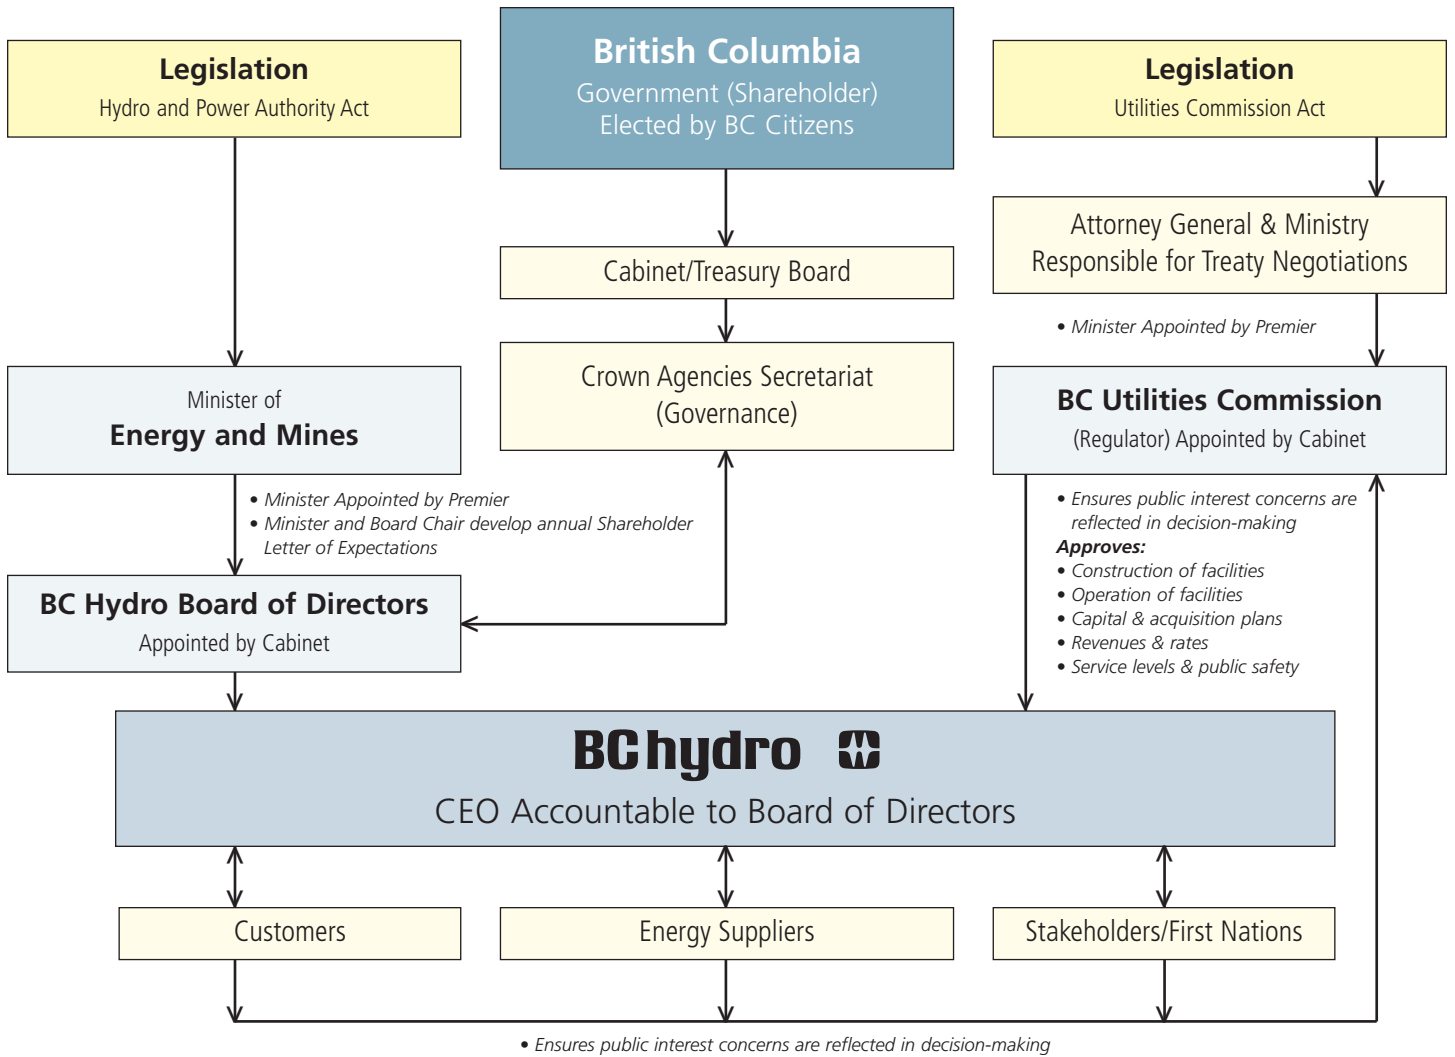 Legislation
Hydro and Power Authority Act
British Columbia
Government (Shareholder)
Elected by BC Citizens
Legislation
Utilities Commission Act
Attorney General & Ministry
Responsible for Treaty Negotiations
Cabinet/Treasury Board
• Minister Appointed by Premier
Crown Agencies Secretariat
(Governance)
Minister of
Energy and Mines
BC Utilities Commission
(Regulator) Appointed by Cabinet
• Minister Appointed by Premier
• Minister and Board Chair develop annual Shareholder
Letter of Expectations
• Ensures public interest concerns are
reflected in decision-making
Approves:
• Construction of facilities
• Operation of facilities
• Capital & acquisition plans
• Revenues & rates
• Service levels & public safety
BC Hydro Board of Directors
Appointed by Cabinet
BC hydro
CEO Accountable to Board of Directors
Customers
Energy Suppliers
Stakeholders/First Nations
• Ensures public interest concerns are reflected in decision-making